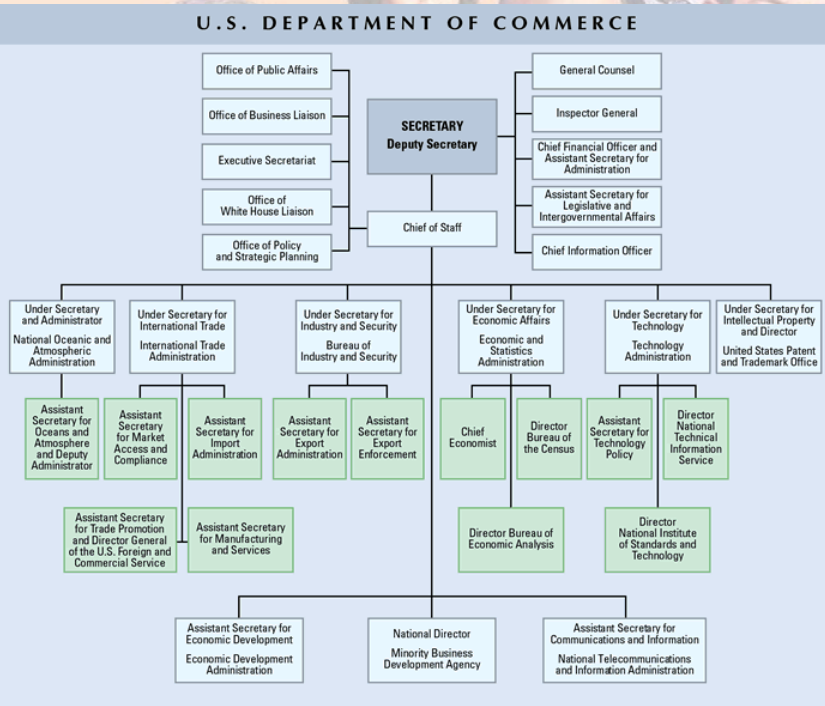 U.S. DEPARTMENT OF COMMERCE
Office of Public Affairs
Office of Business Liaison
Executive Secretariat
Office of
White House Liaison
Office of Policy
and Strategic Planning
SECRETARY
Deputy Secretary
Chief of Staff
General Counsel
Inspector General
Chief Financial Officer and
Assistant Secretary for
Administration
Assistant Secretary for
Legislative and
Intergovernmental Affairs
Chief Information Officer
Under Secretary
and Administrator
National Oceanic and
Atmospheric
Administration
Under Secretary for
International Trade
International Trade
Administration
Under Secretary for
Industry and Security
Bureau of
Industry and Security
Under Secretary for
Economic Affairs
Economic and
Statistics
Administration
Under Secretary for
Technology
Technology
Administration
Under Secretary for
Intellectual Property
and Director
United States Patent
and Trademark Office
Assistant
Secretary for
Oceans and
Atmosphere
and Deputy
Administrator
Assistant
Secretary
for Market
Access and
Compliance
Assistant
Secretary for
Import
Administration
Assistant
Secretary for
Export
Administration
Assistant
Secretary for
Export
Enforcement
Chief
Economist
Director
Bureau of
the Census
Assistant
Secretary for
Technology
Policy
Director
National
Technical
Information
Service
Assistant Secretary
for Trade Promotion
and Director General
of the U.S. Foreign and
Commercial Service
Assistant Secretary
for Manufacturing
and Services
Director Bureau of
Economic Analysis
Director
National Institute
of Standards and
Technology
Assistant Secretary for
Economic Development
Economic Development
Administration
National Director
Minority Business
Development Agency
Assistant Secretary for
Communications and Information
National Telecommunications
and Information Administration